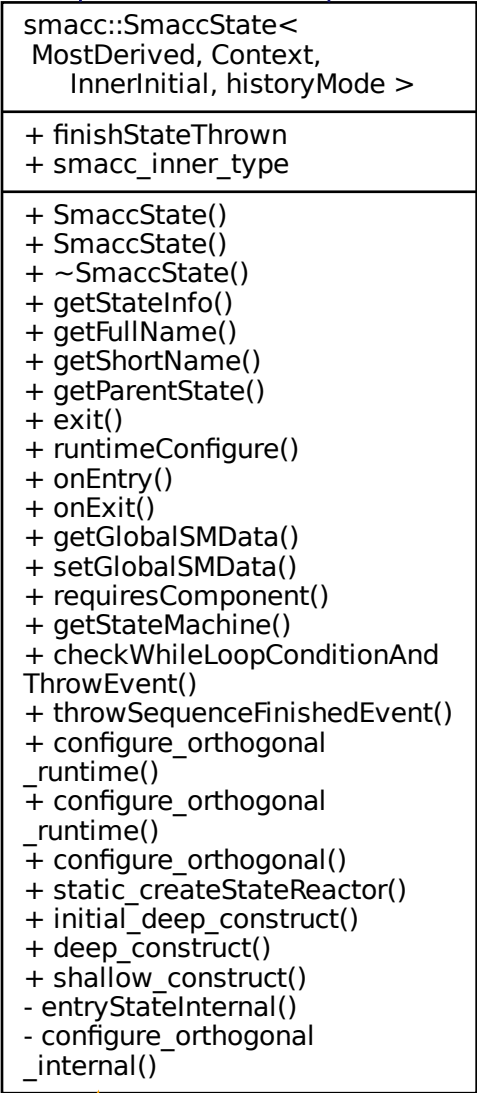 smacc::SmaccState<
MostDerived, Context,
InnerInitial, historyMode >
+ finishStateThrown
+ smacc_inner_type
+ SmaccState()
+ SmaccState()
+ ~SmaccState()
+ getStateInfo()
+ getFullName()
+ getShortName()
+ getParentState()
+ exit()
+ runtimeConfigure()
+ onEntry()
+ onExit()
+ getGlobalSMData()
+ setGlobalSMData()
+ requiresComponent()
+ getStateMachine()
+ checkWhileLoopConditionAnd
ThrowEvent()
+ throwSequenceFinishedEvent()
+ configure_orthogonal
_runtime()
+ configure_orthogonal
_runtime()
+ configure_orthogonal()
+ static_createStateReactor()
+ initial_deep_construct()
+ deep_construct()
+ shallow_construct()
- entryStateInternal()
- configure_orthogonal
_internal()